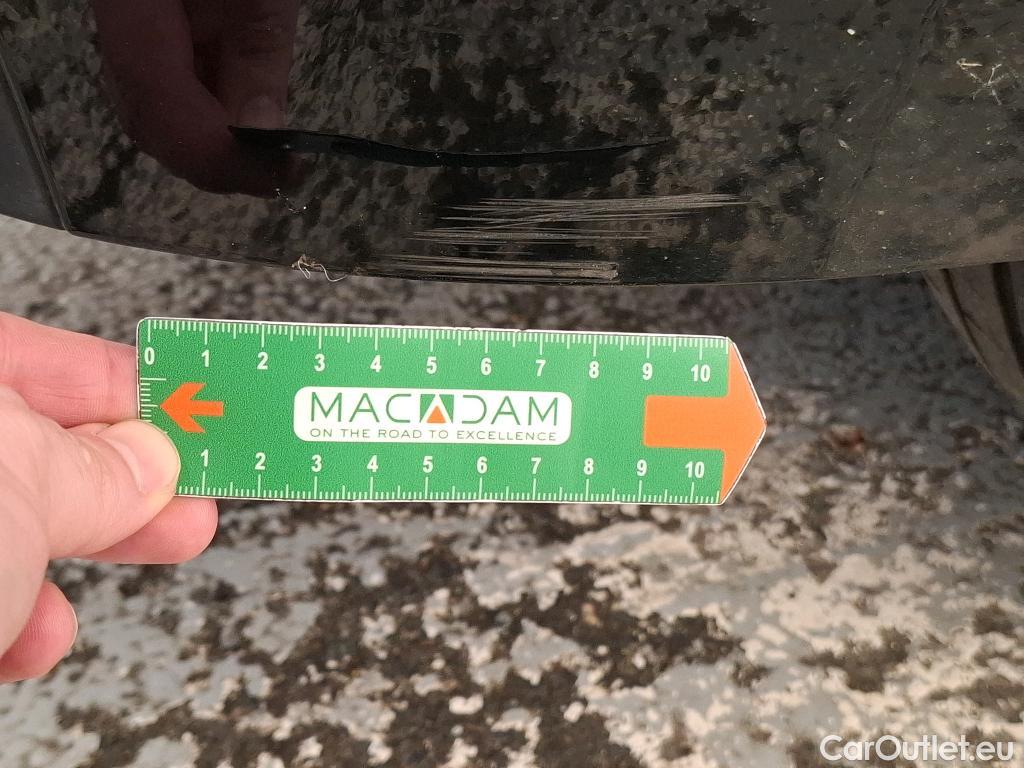 0 1 2 3 4 5 6 7 8 9 10
MACADAM
ON THE ROAD TO EXCELLENCE
1 2 3 4 5 6 7 8 9 10
CarOutlet.eu